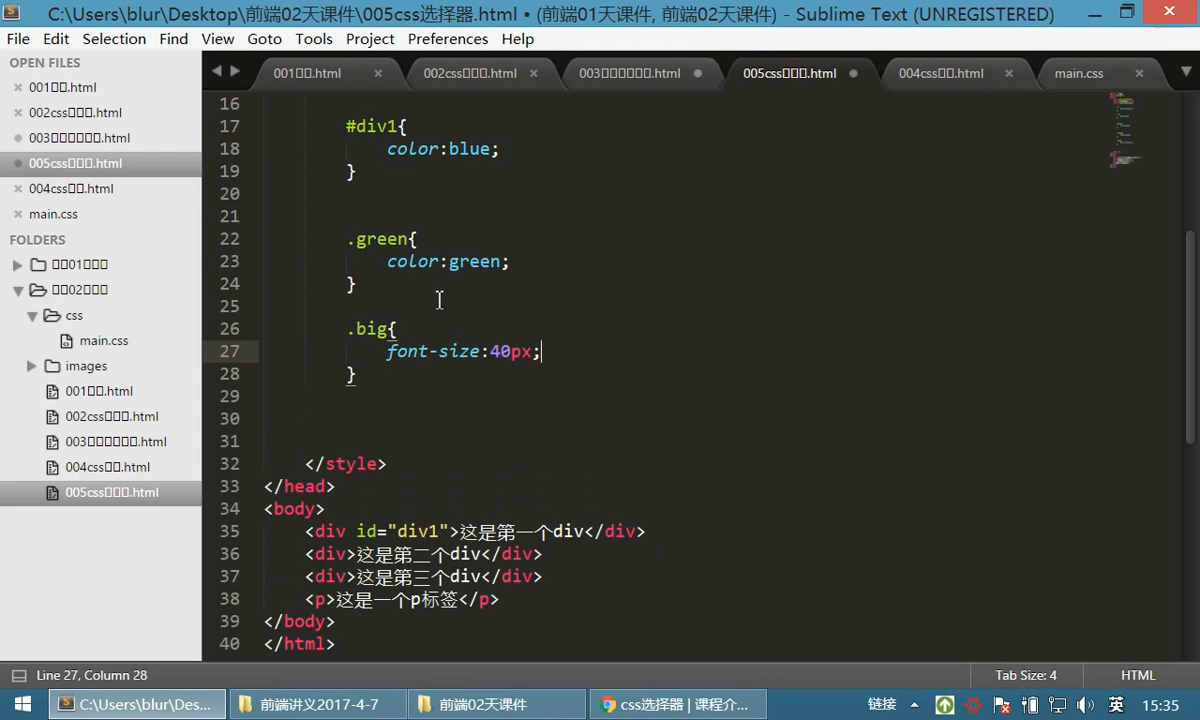 C:\Users\blur\Desktop\前端02天课件\005css选择器.html • (前端01天课件, 前端02天课件) - Sublime Text (UNREGISTERED)
File Edit Selection Find View Goto Tools Project Preferences Help
OPEN FILES
001.html
002css.html
003.html
005css.html
004css.html
main.css
FOLDERS
01
02
css
main.css
images
001.html
002css.html
003.html
004css.html
005css.html
001.html × 002css.html × 003.html 005css.html 004css.html × main.css ×
16
17 #div1{
18 color:blue;
19 }
20
21
22 .green{
23 color:green;
24 }
25
26 .big{
27 font-size:40px;
28 }
29
30
31
32 </style>
33 </head>
34 <body>
35 <div id="div1">这是第一个div</div>
36 <div>这是第二个div</div>
37 <div>这是第三个div</div>
38 <p>这是一个p标签</p>
39 </body>
40 </html>
Line 27, Column 28 Tab Size: 4 HTML
C:\Users\blur\Des... 前端讲义2017-4-7 前端02天课件 css选择器 | 课程介... 链接 英 15:35